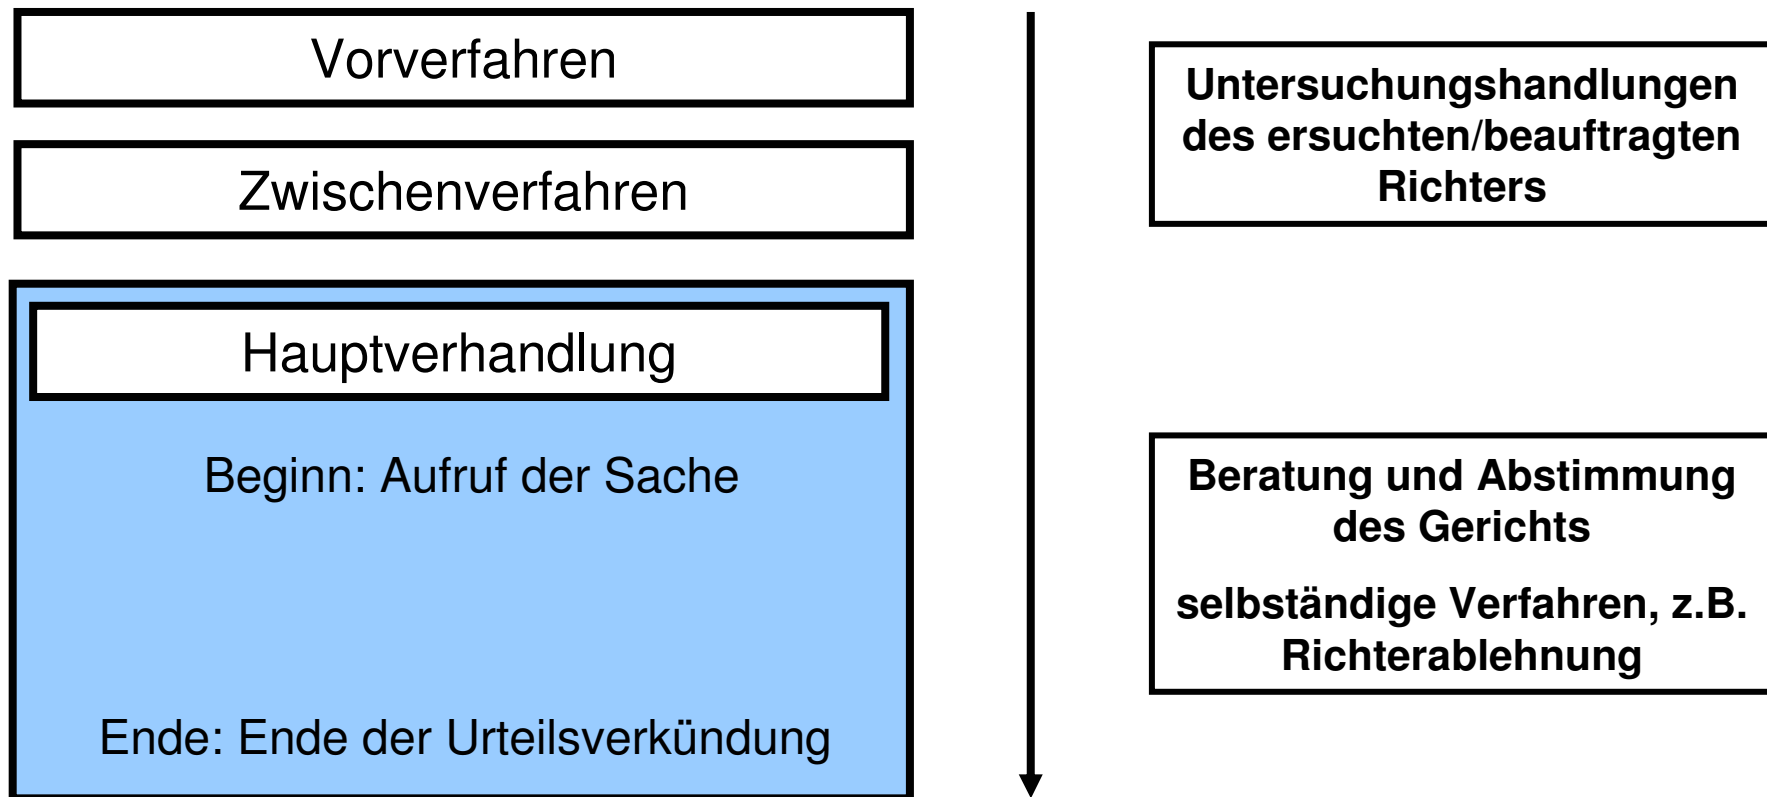 Vorverfahren
Zwischenverfahren
Hauptverhandlung
Beginn: Aufruf der Sache
Ende: Ende der Urteilsverkündung
Untersuchungshandlungen
des ersuchten/beauftragten
Richters
Beratung und Abstimmung
des Gerichts
selbständige Verfahren, z.B.
Richterablehnung